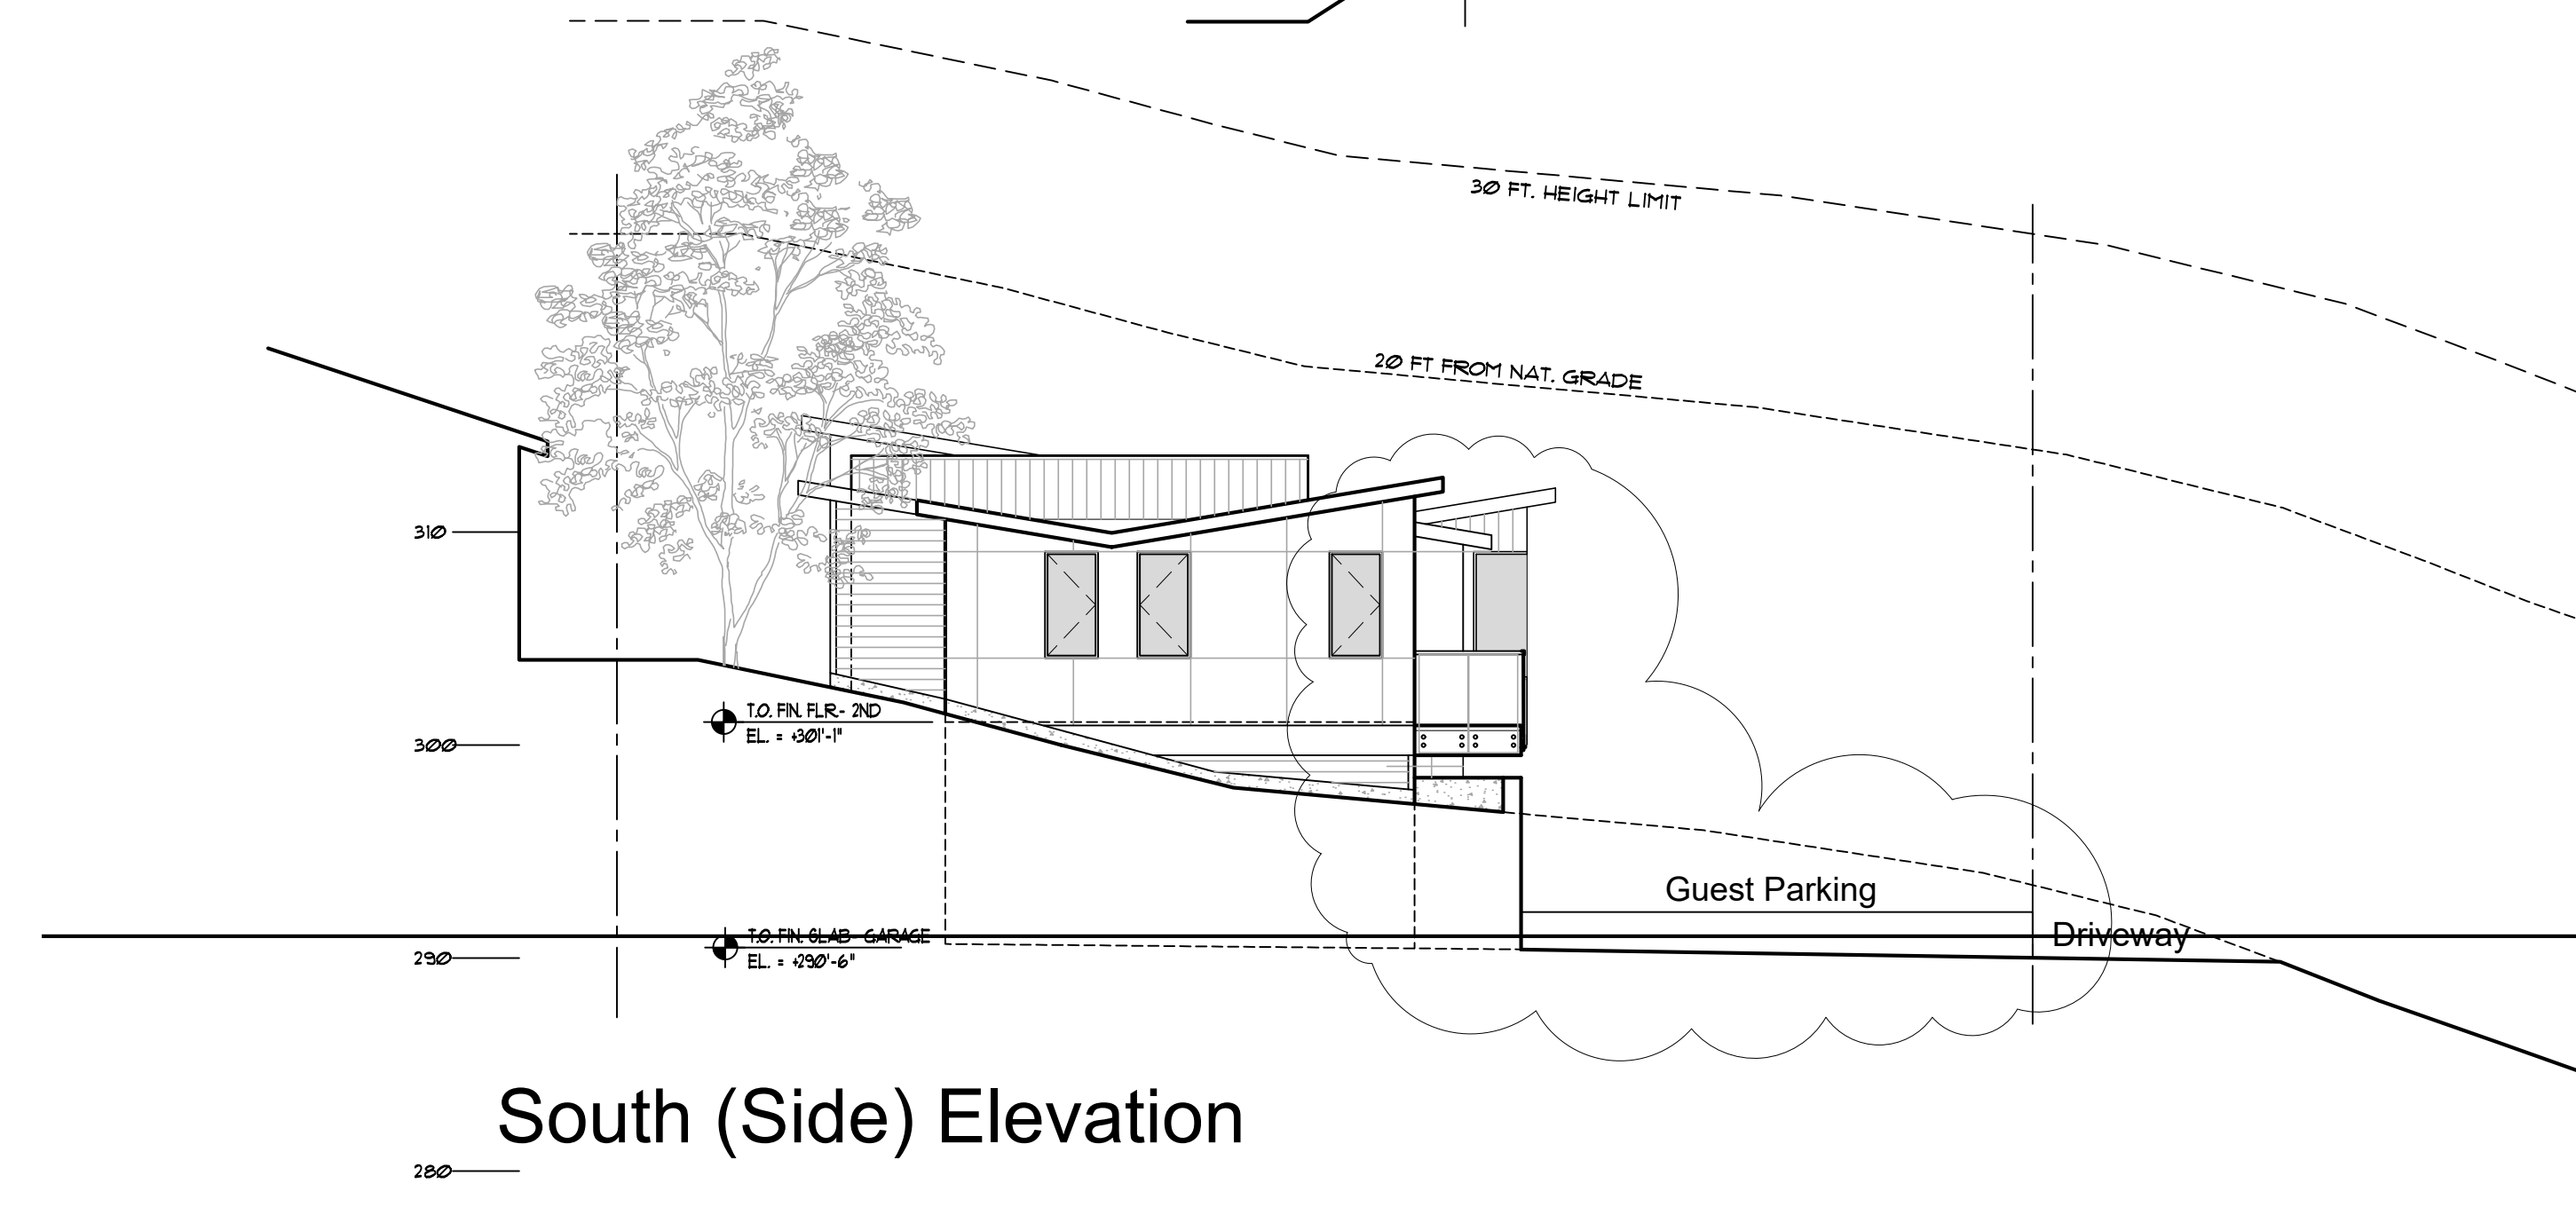 30 FT. HEIGHT LIMIT
20 FT FROM NAT. GRADE
310
T.O. FIN. FLR.- 2ND
EL. = +301'-1"
300
Guest Parking
Driveway
T.O. FIN. SLAB - GARAGE
290
EL. = +290'-6"
South (Side) Elevation
280